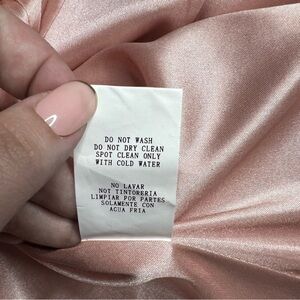 DO NOT WASH
DO NOT DRY CLEAN
SPOT CLEAN ONLY
WITH COLD WATER
NO LAVAR
NOT TINTORERIA
LIMPIAR POR PARTES
SOLAMENTE CON
AGUA FRIA